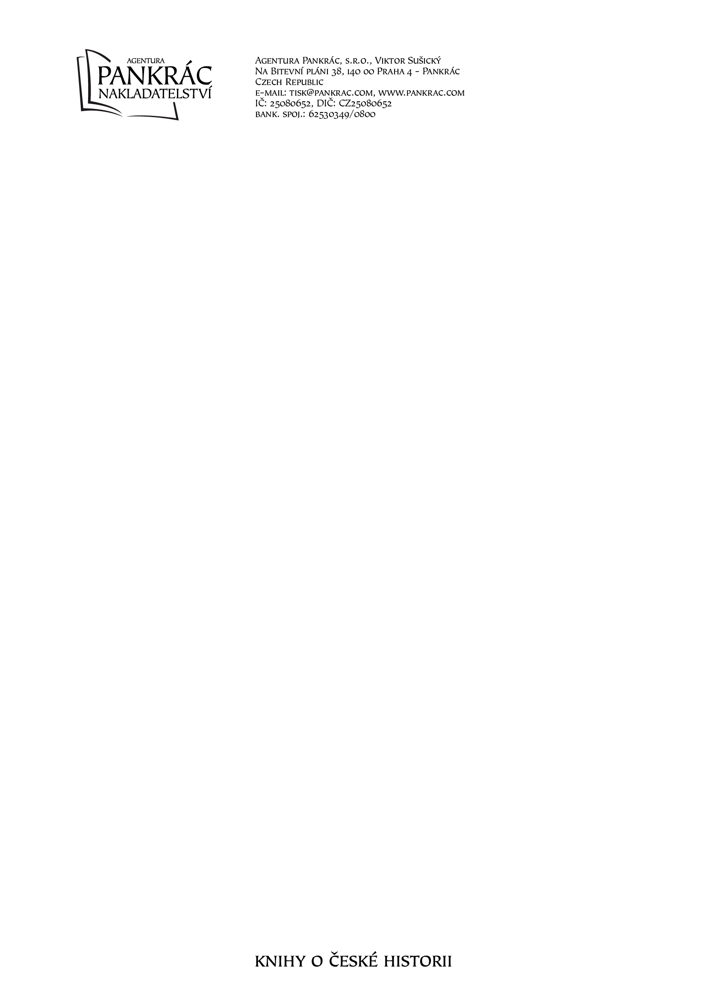 AGENTURA
PANKRÁC
NAKLADATELSTVÍ
Agentura Pankrác, s.r.o., Viktor Sušický
Na Bitevní pláni 38, 140 00 Praha 4 - Pankrác
Czech Republic
e-mail: tisk@pankrac.com, www.pankrac.com
IČ: 25080652, DIČ: CZ25080652
bank. spoj.: 62530349/0800
KNIHY O ČESKÉ HISTORII